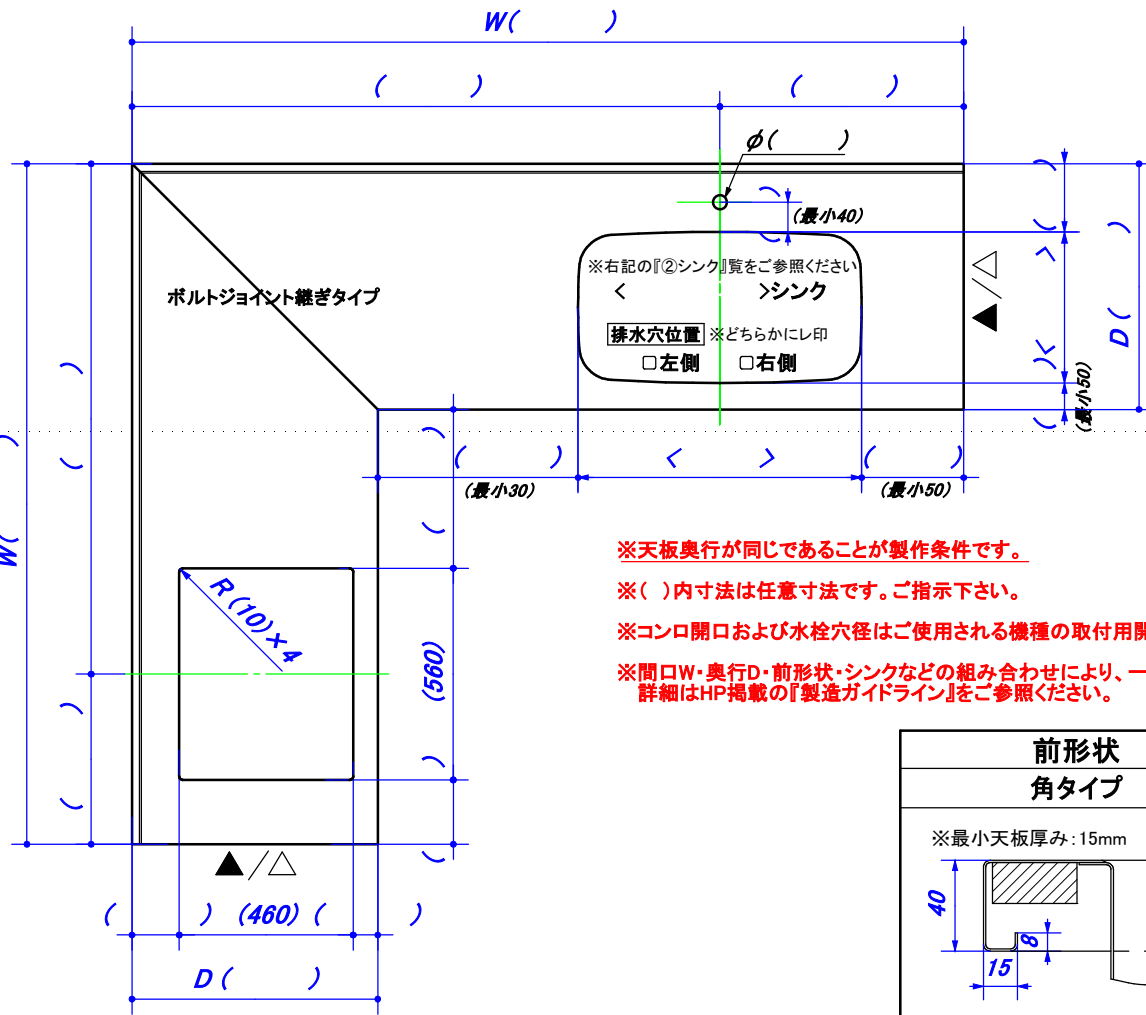 W(　　)
(　　)
(　　)
φ(　　)
(最小40)
(　　)
(　　)
※右記の『②シンク』覧をご参照ください
<　　>シンク
排水穴位置 ※どちらかにレ印
□左側 □右側
ボルトジョイント継ぎタイプ
△/▲
<　　>
D(　　)
(　　)
(最小50)
(　　)
<　　>
(　　)
(最小30)
(最小50)
W(　　)
(　　)
(　　)
(　　)
R(10)×4
(560)
(　　)
▲/△
(　　)
(460)
(　　)
D(　　)
※天板奥行が同じであることが製作条件です。
※(　)内寸法は任意寸法です。ご指示下さい。
※コンロ開口および水栓穴径はご使用される機種の取付用開
※間口W・奥行D・前形状・シンクなどの組み合わせにより、一
詳細はHP掲載の『製造ガイドライン』をご参照ください。
前形状
角タイプ
※最小天板厚み:15mm
40
8
15